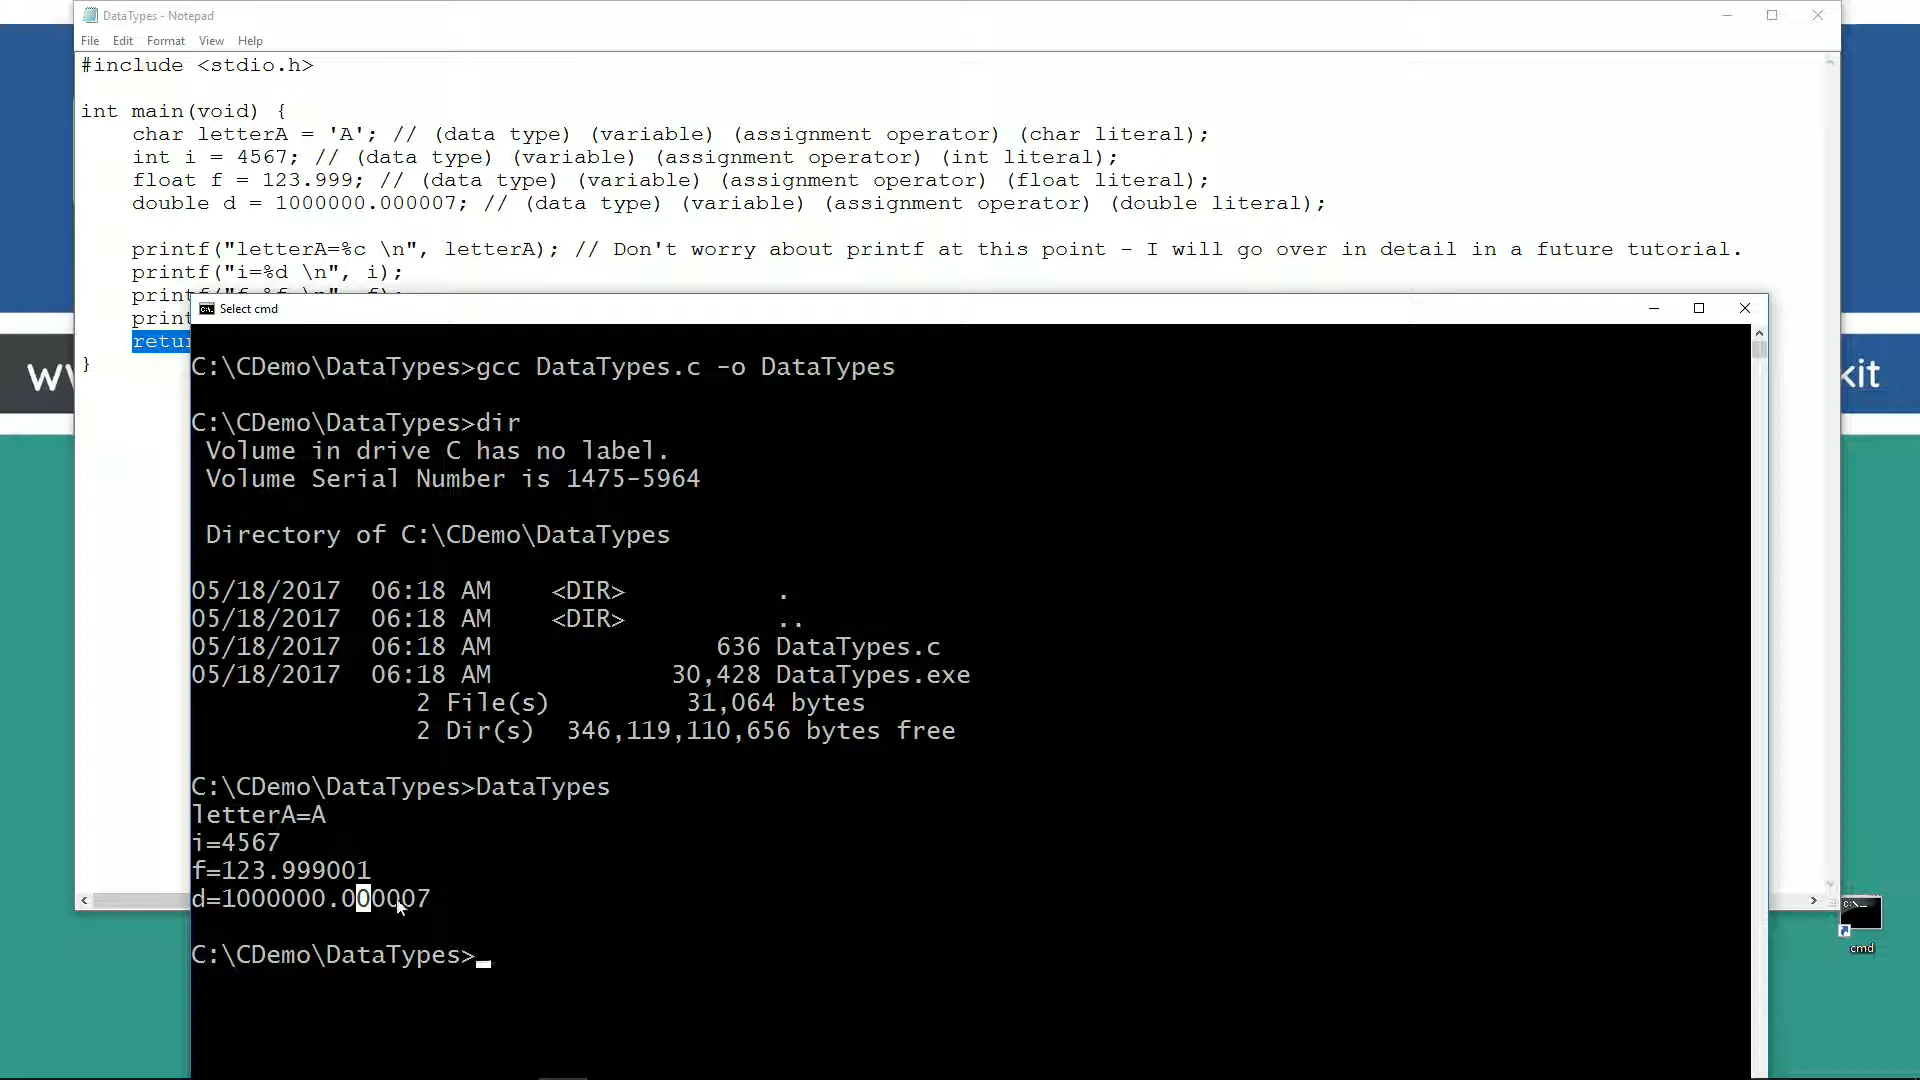 DataTypes - Notepad
File Edit Format View Help
#include <stdio.h>
int main(void) {
char letterA = 'A'; // (data type) (variable) (assignment operator) (char literal);
int i = 4567; // (data type) (variable) (assignment operator) (int literal);
float f = 123.999; // (data type) (variable) (assignment operator) (float literal);
double d = 1000000.000007; // (data type) (variable) (assignment operator) (double literal);
printf("letterA=%c \n", letterA); // Don't worry about printf at this point - I will go over in detail in a future tutorial.
printf("i=%d \n", i);
printf("f=%f \n", f);
print
retur
}
Select cmd
C:\CDemo\DataTypes>gcc DataTypes.c -o DataTypes
C:\CDemo\DataTypes>dir
Volume in drive C has no label.
Volume Serial Number is 1475-5964
Directory of C:\CDemo\DataTypes
05/18/2017 06:18 AM <DIR> .
05/18/2017 06:18 AM <DIR> ..
05/18/2017 06:18 AM 636 DataTypes.c
05/18/2017 06:18 AM 30,428 DataTypes.exe
2 File(s) 31,064 bytes
2 Dir(s) 346,119,110,656 bytes free
C:\CDemo\DataTypes>DataTypes
letterA=A
i=4567
f=123.999001
d=1000000.000007
C:\CDemo\DataTypes>
kit
cmd